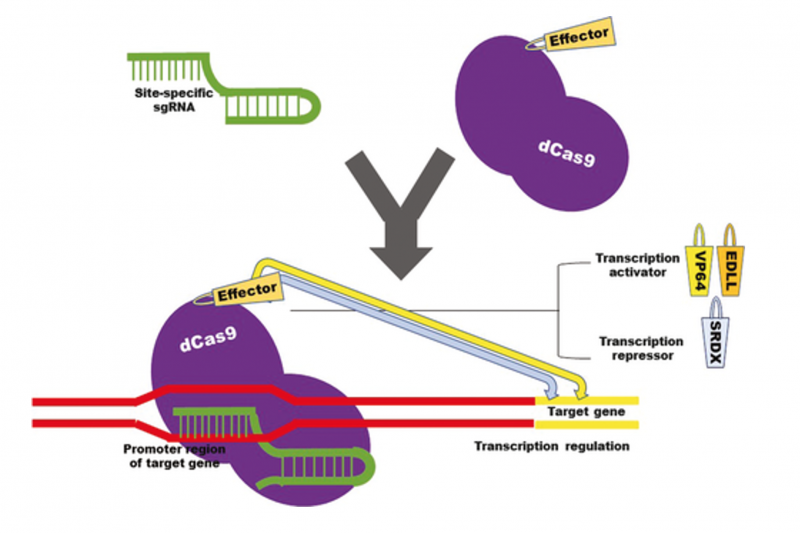 Effector
Site-specific
sgRNA
dCas9
Transcription
activator
VP64
EDLL
Effector
dCas9
Transcription
repressor
SRDX
Target gene
Promoter region
of target gene
Transcription regulation